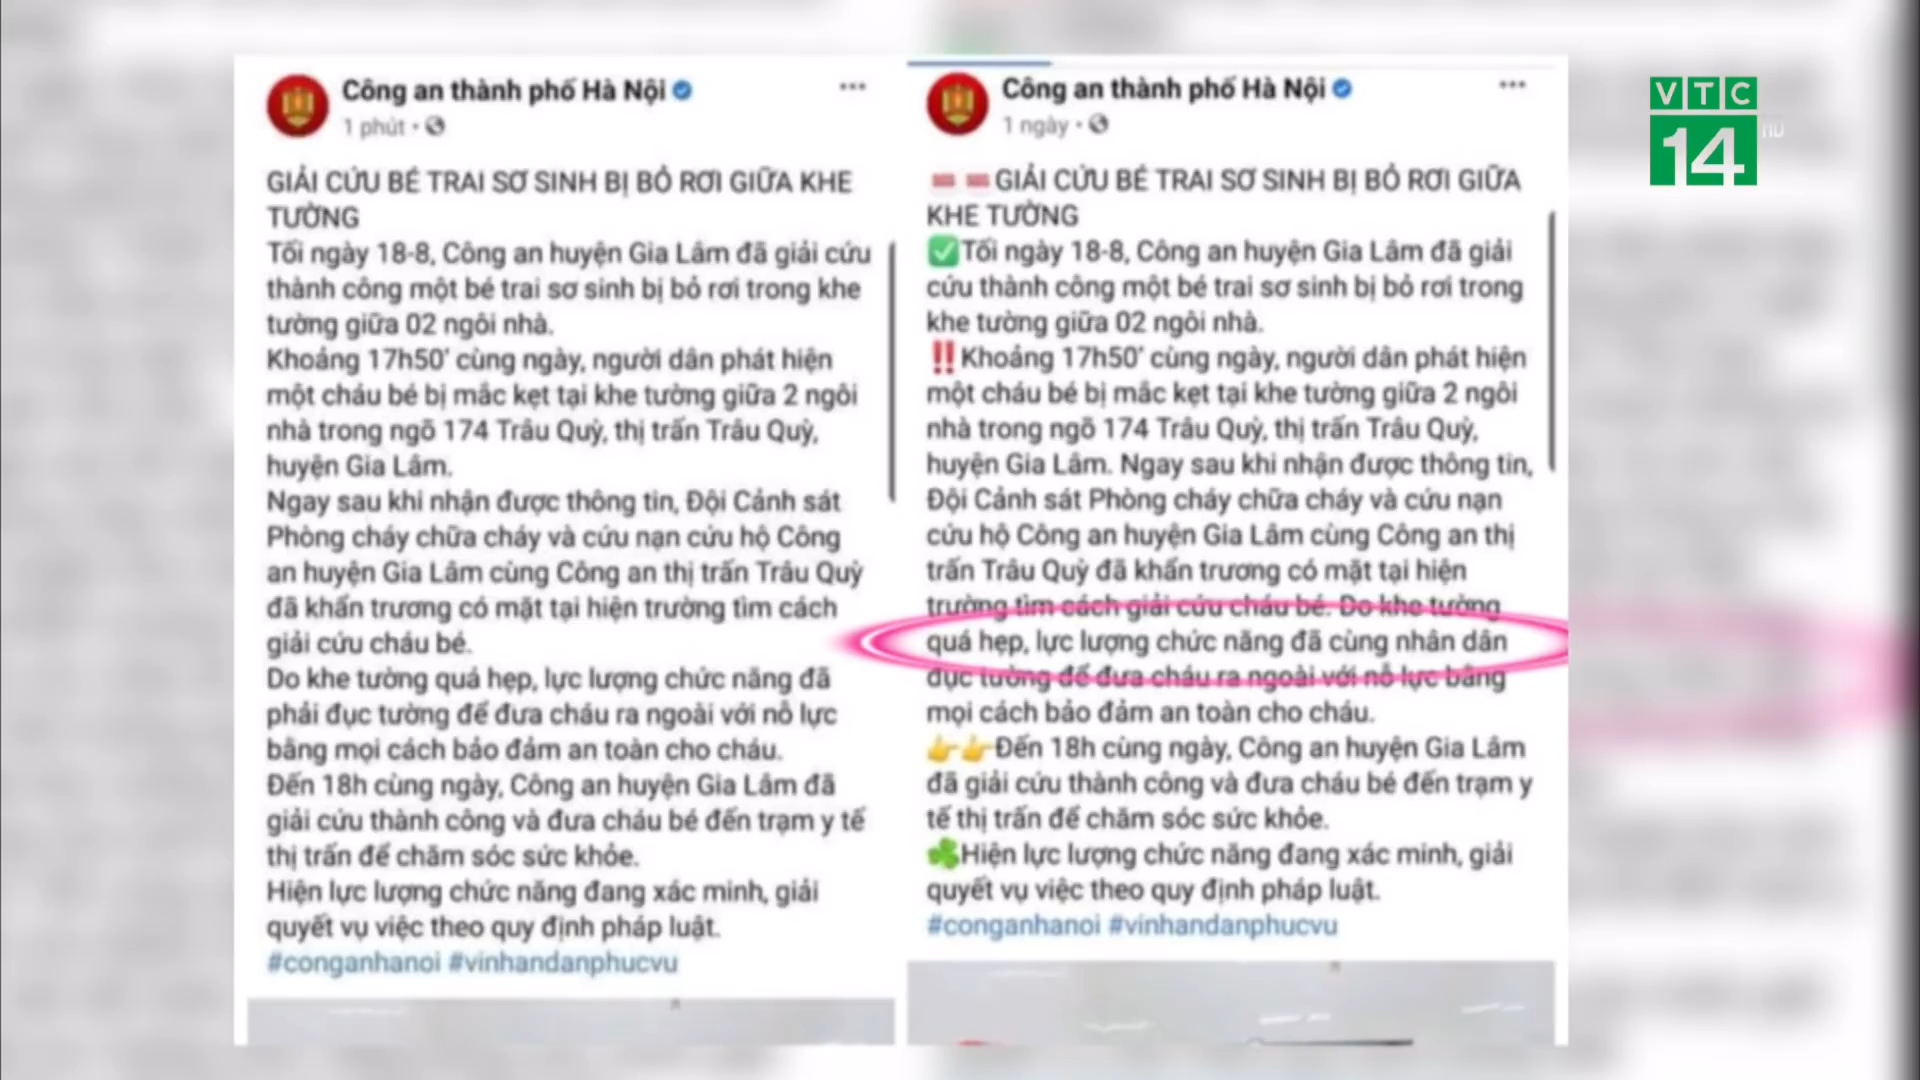 Công an thành phố Hà Nội
1 phút
GIẢI CỨU BÉ TRAI SƠ SINH BỊ BỎ RƠI GIỮA KHE
TƯỜNG
Tối ngày 18-8, Công an huyện Gia Lâm đã giải cứu
thành công một bé trai sơ sinh bị bỏ rơi trong khe
tường giữa 02 ngôi nhà.
Khoảng 17h50' cùng ngày, người dân phát hiện
một cháu bé bị mắc kẹt tại khe tường giữa 2 ngôi
nhà trong ngõ 174 Trâu Quỳ, thị trấn Trâu Quỳ,
huyện Gia Lâm.
Ngay sau khi nhận được thông tin, Đội Cảnh sát
Phòng cháy chữa cháy và cứu nạn cứu hộ Công
an huyện Gia Lâm cùng Công an thị trấn Trâu Quỳ
đã khẩn trương có mặt tại hiện trường tìm cách
giải cứu cháu bé.
Do khe tường quá hẹp, lực lượng chức năng đã
phải đục tường để đưa cháu ra ngoài với nỗ lực
bằng mọi cách bảo đảm an toàn cho cháu.
Đến 18h cùng ngày, Công an huyện Gia Lâm đã
giải cứu thành công và đưa cháu bé đến trạm y tế
thị trấn để chăm sóc sức khỏe.
Hiện lực lượng chức năng đang xác minh, giải
quyết vụ việc theo quy định pháp luật.
#conganhanoi #vinhandanphucvu
Công an thành phố Hà Nội
1 ngày
GIẢI CỨU BÉ TRAI SƠ SINH BỊ BỎ RƠI GIỮA
KHE TƯỜNG
✅Tối ngày 18-8, Công an huyện Gia Lâm đã giải
cứu thành công một bé trai sơ sinh bị bỏ rơi trong
khe tường giữa 02 ngôi nhà.
‼Khoảng 17h50' cùng ngày, người dân phát hiện
một cháu bé bị mắc kẹt tại khe tường giữa 2 ngôi
nhà trong ngõ 174 Trâu Quỳ, thị trấn Trâu Quỳ,
huyện Gia Lâm. Ngay sau khi nhận được thông tin,
Đội Cảnh sát Phòng cháy chữa cháy và cứu nạn
cứu hộ Công an huyện Gia Lâm cùng Công an thị
trấn Trâu Quỳ đã khẩn trương có mặt tại hiện
trường tìm cách giải cứu cháu bé. Do khe tường
quá hẹp, lực lượng chức năng đã cùng nhân dân
đục tường để đưa cháu ra ngoài với nỗ lực bằng
mọi cách bảo đảm an toàn cho cháu.
👉👉Đến 18h cùng ngày, Công an huyện Gia Lâm
đã giải cứu thành công và đưa cháu bé đến trạm y
tế thị trấn để chăm sóc sức khỏe.
🍀Hiện lực lượng chức năng đang xác minh, giải
quyết vụ việc theo quy định pháp luật.
#conganhanoi #vinhandanphucvu
VTC
14